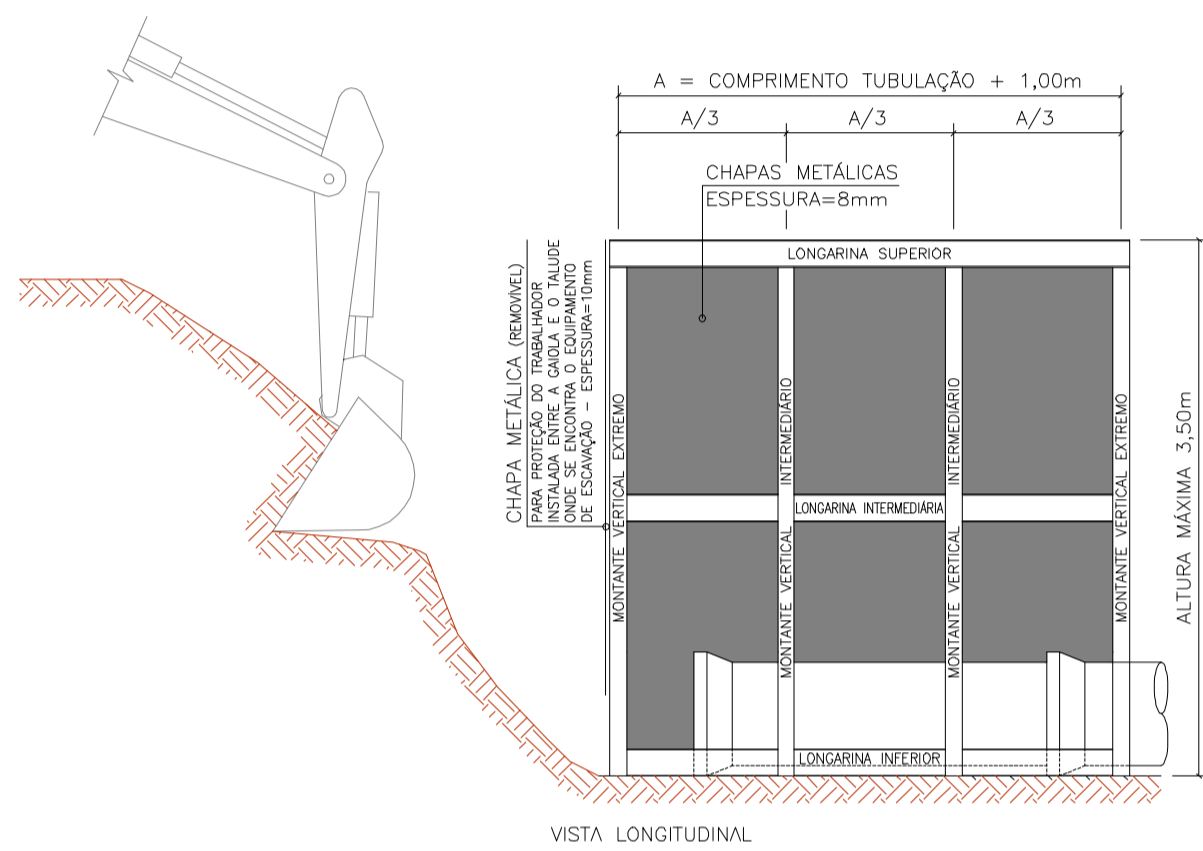 A = COMPRIMENTO TUBULAÇÃO + 1,00m
A/3
A/3
A/3
CHAPAS METÁLICAS
ESPESSURA=8mm
CHAPA METÁLICA (REMOVÍVEL)
PARA PROTEÇÃO DO TRABALHADOR
INSTALADA ENTRE A GAIOLA E O TALUDE
ONDE SE ENCONTRA O EQUIPAMENTO
DE ESCAVAÇÃO - ESPESSURA=10mm
LONGARINA SUPERIOR
MONTANTE VERTICAL EXTREMO
MONTANTE VERTICAL INTERMEDIÁRIO
LONGARINA INTERMEDIÁRIA
MONTANTE VERTICAL INTERMEDIÁRIO
MONTANTE VERTICAL EXTREMO
ALTURA MÁXIMA 3,50m
LONGARINA INFERIOR
VISTA LONGITUDINAL